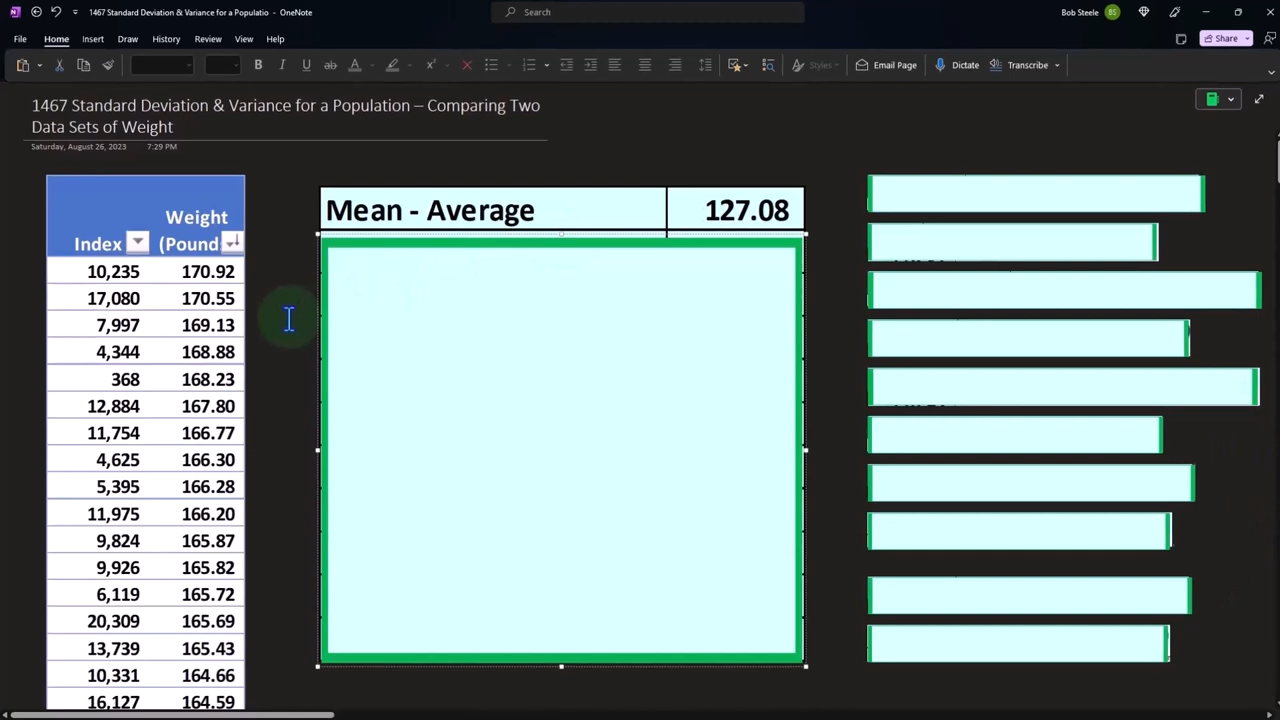 1467 Standard Deviation & Variance for a Populatio - OneNote
Search
Bob Steele
BS
File
Home
Insert
Draw
History
Review
View
Help
Share
Styles
Email Page
Dictate
Transcribe
1467 Standard Deviation & Variance for a Population – Comparing Two
Data Sets of Weight
Saturday, August 26, 2023 7:29 PM
Weight
Index (Pound
10,235 170.92
17,080 170.55
7,997 169.13
4,344 168.88
368 168.23
12,884 167.80
11,754 166.77
4,625 166.30
5,395 166.28
11,975 166.20
9,824 165.87
9,926 165.82
6,119 165.72
20,309 165.69
13,739 165.43
10,331 164.66
16,127 164.59
Mean - Average 127.08